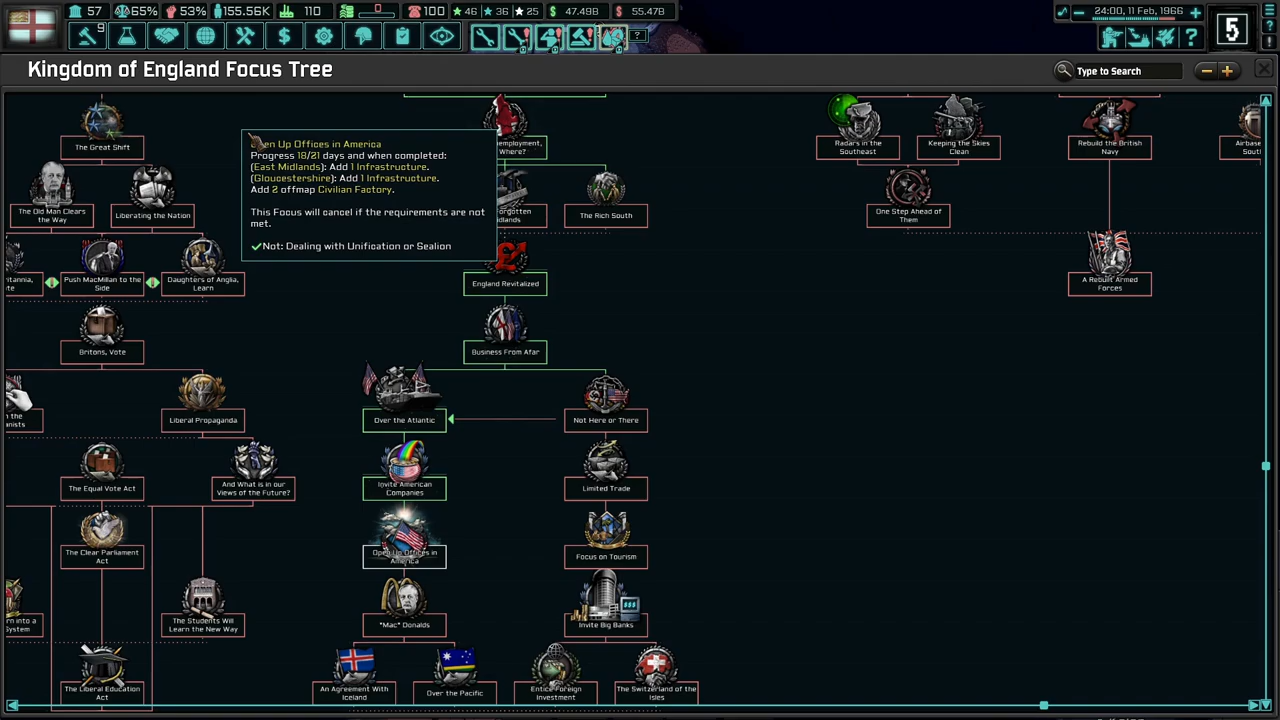 57
65%
53%
155.56K
110
0
100
46
36
25
$ 47.49B
$ 55.47B
24:00, 11 Feb, 1966
5
9
?
Kingdom of England Focus Tree
Type to Search
Open Up Offices in America
Progress 18/21 days and when completed:
(East Midlands): Add 1 Infrastructure.
(Gloucestershire): Add 1 Infrastructure.
Add 2 offmap Civilian Factory.
This Focus will cancel if the requirements are not
met.
Not: Dealing with Unification or Sealion
The Great Shift
Where?
Radars in the
Southeast
Keeping the Skies
Clean
Rebuild the British
Navy
The Old Man Clears
the Way
Liberating the Nation
The Rich South
One Step Ahead of
Them
Push MacMillan to the
Side
Daughters of Anglia,
Learn
England Revitalized
A Rebuilt Armed
Forces
Britons, Vote
Business From Afar
Liberal Propaganda
Over the Atlantic
Not Here or There
The Equal Vote Act
And What is in our
Views of the Future?
Invite American
Companies
Limited Trade
The Clear Parliament
Act
Open Up Offices in
America
Focus on Tourism
The Students Will
Learn the New Way
"Mac" Donalds
Invite Big Banks
The Liberal Education
Act
An Agreement With
Iceland
Over the Pacific
Entice Foreign
Investment
The Switzerland of the
Isles